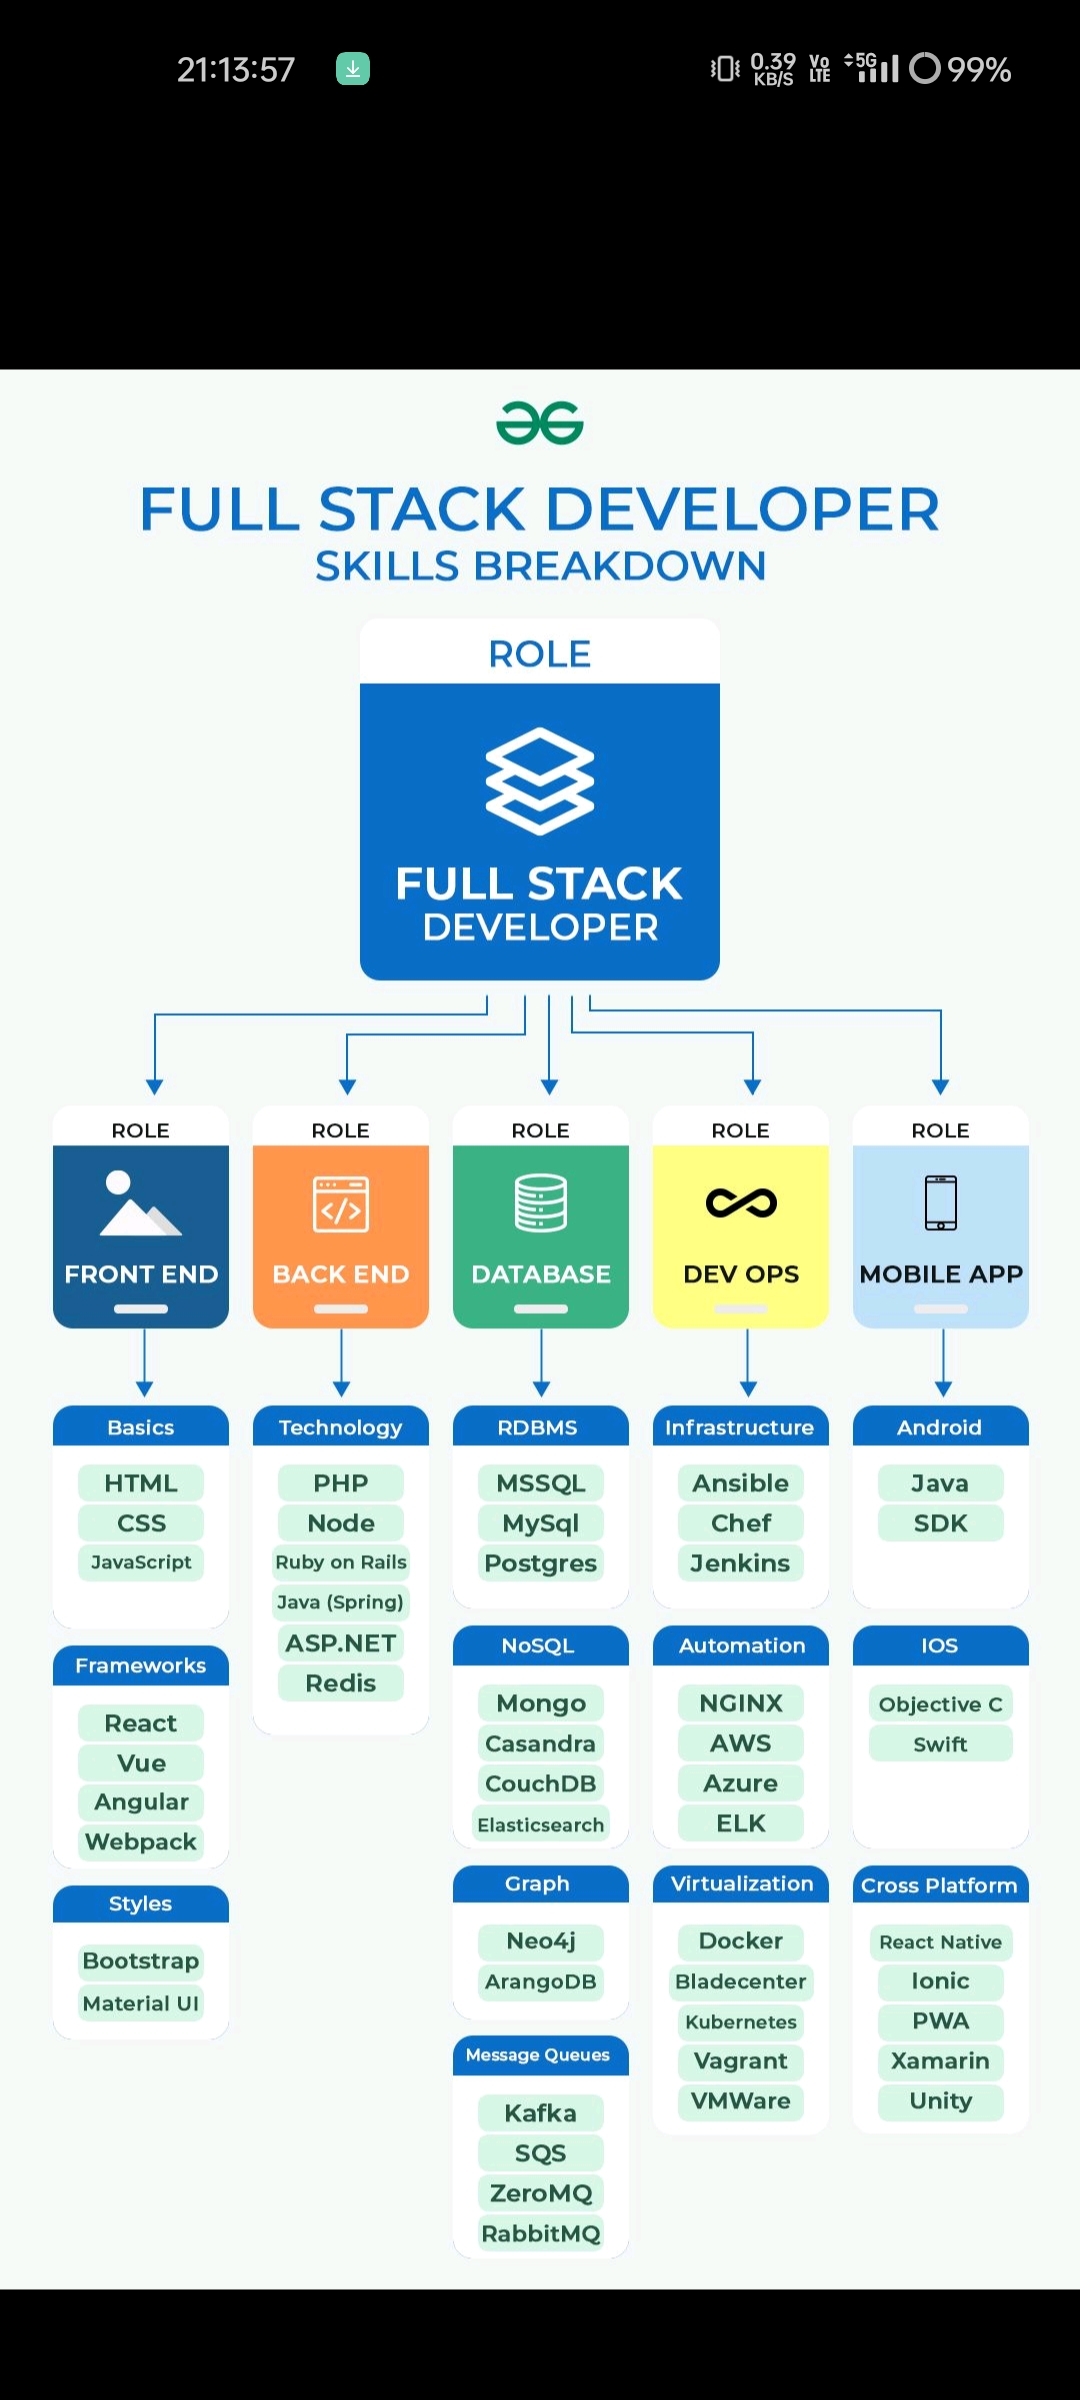 21:13:57
0.39 KB/S
Vo LTE
5G
99%
FULL STACK DEVELOPER
SKILLS BREAKDOWN
ROLE
FULL STACK
DEVELOPER
ROLE
FRONT END
ROLE
BACK END
ROLE
DATABASE
ROLE
DEV OPS
ROLE
MOBILE APP
Basics
HTML
CSS
JavaScript
Frameworks
React
Vue
Angular
Webpack
Styles
Bootstrap
Material UI
Technology
PHP
Node
Ruby on Rails
Java (Spring)
ASP.NET
Redis
RDBMS
MSSQL
MySql
Postgres
NoSQL
Mongo
Casandra
CouchDB
Elasticsearch
Graph
Neo4j
ArangoDB
Message Queues
Kafka
SQS
ZeroMQ
RabbitMQ
Infrastructure
Ansible
Chef
Jenkins
Automation
NGINX
AWS
Azure
ELK
Virtualization
Docker
Bladecenter
Kubernetes
Vagrant
VMWare
Android
Java
SDK
IOS
Objective C
Swift
Cross Platform
React Native
Ionic
PWA
Xamarin
Unity